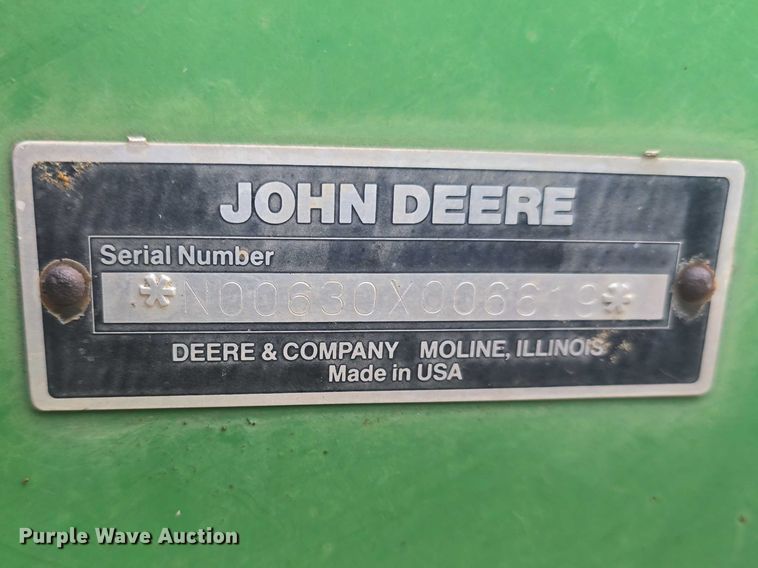 JOHN DEERE
Serial Number
*N00630X006619*
DEERE & COMPANY MOLINE, ILLINOIS
Made in USA
Purple Wave Auction